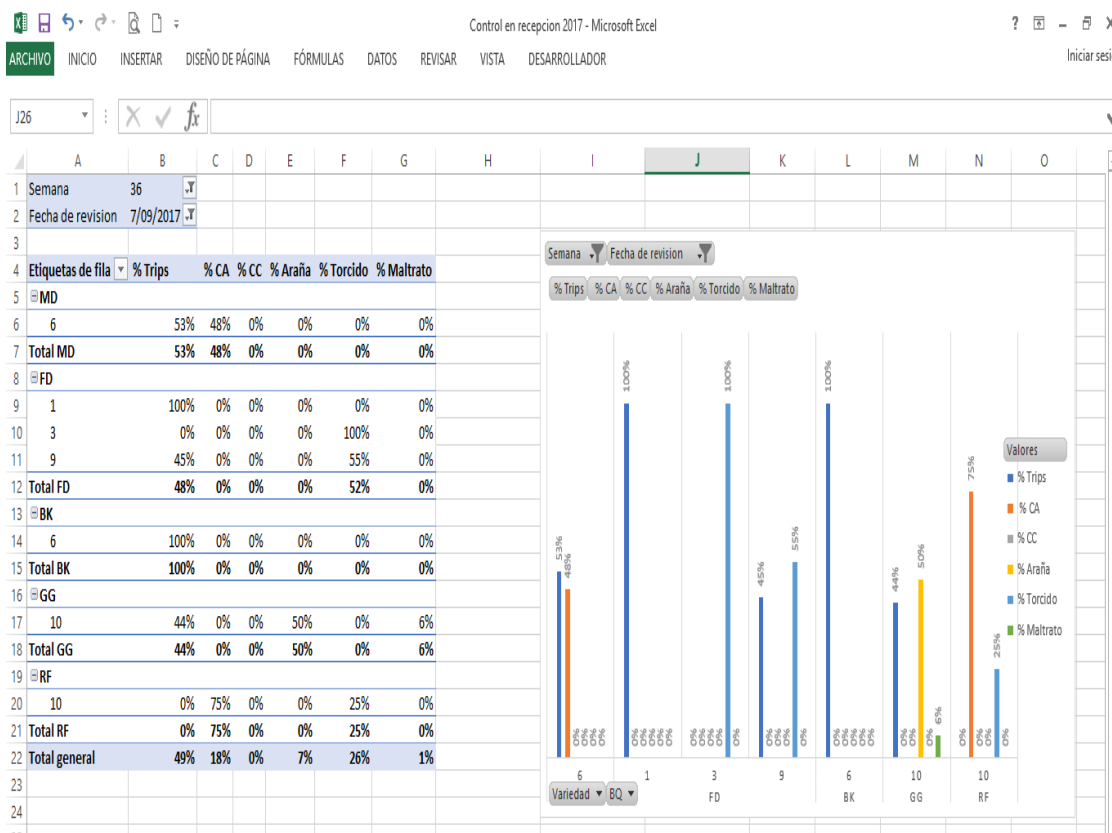 Control en recepcion 2017 - Microsoft Excel
ARCHIVO INICIO INSERTAR DISEÑO DE PÁGINA FÓRMULAS DATOS REVISAR VISTA DESARROLLADOR Iniciar sesi
J26 fx
A B C D E F G H I J K L M N O
1 Semana 36
2 Fecha de revision 7/09/2017
3
4 Etiquetas de fila % Trips % CA % CC % Araña % Torcido % Maltrato
5 MD
6 6 53% 48% 0% 0% 0% 0%
7 Total MD 53% 48% 0% 0% 0% 0%
8 FD
9 1 100% 0% 0% 0% 0% 0%
10 3 0% 0% 0% 0% 100% 0%
11 9 45% 0% 0% 0% 55% 0%
12 Total FD 48% 0% 0% 0% 52% 0%
13 BK
14 6 100% 0% 0% 0% 0% 0%
15 Total BK 100% 0% 0% 0% 0% 0%
16 GG
17 10 44% 0% 0% 50% 0% 6%
18 Total GG 44% 0% 0% 50% 0% 6%
19 RF
20 10 0% 75% 0% 0% 25% 0%
21 Total RF 0% 75% 0% 0% 25% 0%
22 Total general 49% 18% 0% 7% 26% 1%
23
24
Semana Fecha de revision
% Trips % CA % CC % Araña % Torcido % Maltrato
53% 48% 0% 0% 0% 0%
100% 0% 0% 0% 0% 0%
0% 0% 0% 0% 100% 0%
45% 0% 0% 0% 55% 0%
100% 0% 0% 0% 0%
44% 0% 0% 50% 0% 6%
0% 75% 0% 0% 25% 0%
Valores
% Trips
% CA
% CC
% Araña
% Torcido
% Maltrato
6 1 3 9 6 10 10
Variedad BQ FD BK GG RF